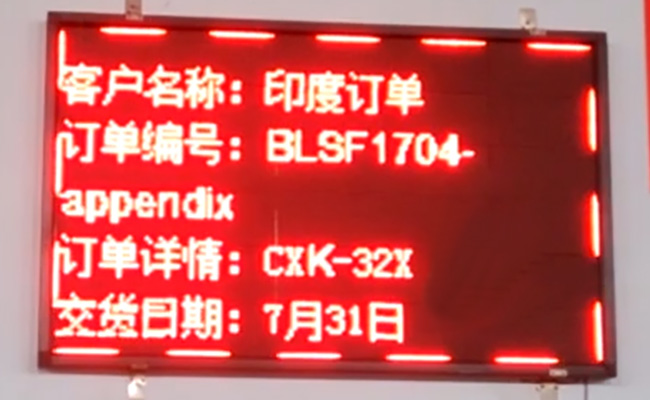 客户名称：印度订单
订单编号：BLSF1704-
appendix
订单详情：CXK-32X
交货日期：7月31日